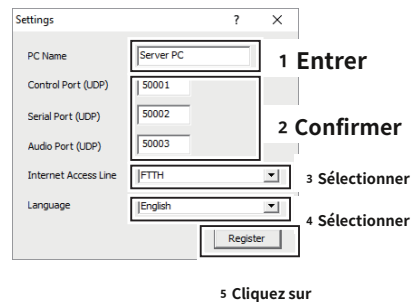 Settings ? ×
PC Name Server PC
1 Entrer
Control Port (UDP) 50001
Serial Port (UDP) 50002
2 Confirmer
Audio Port (UDP) 50003
Internet Access Line FTTH
3 Sélectionner
Language English
4 Sélectionner
Register
5 Cliquez sur